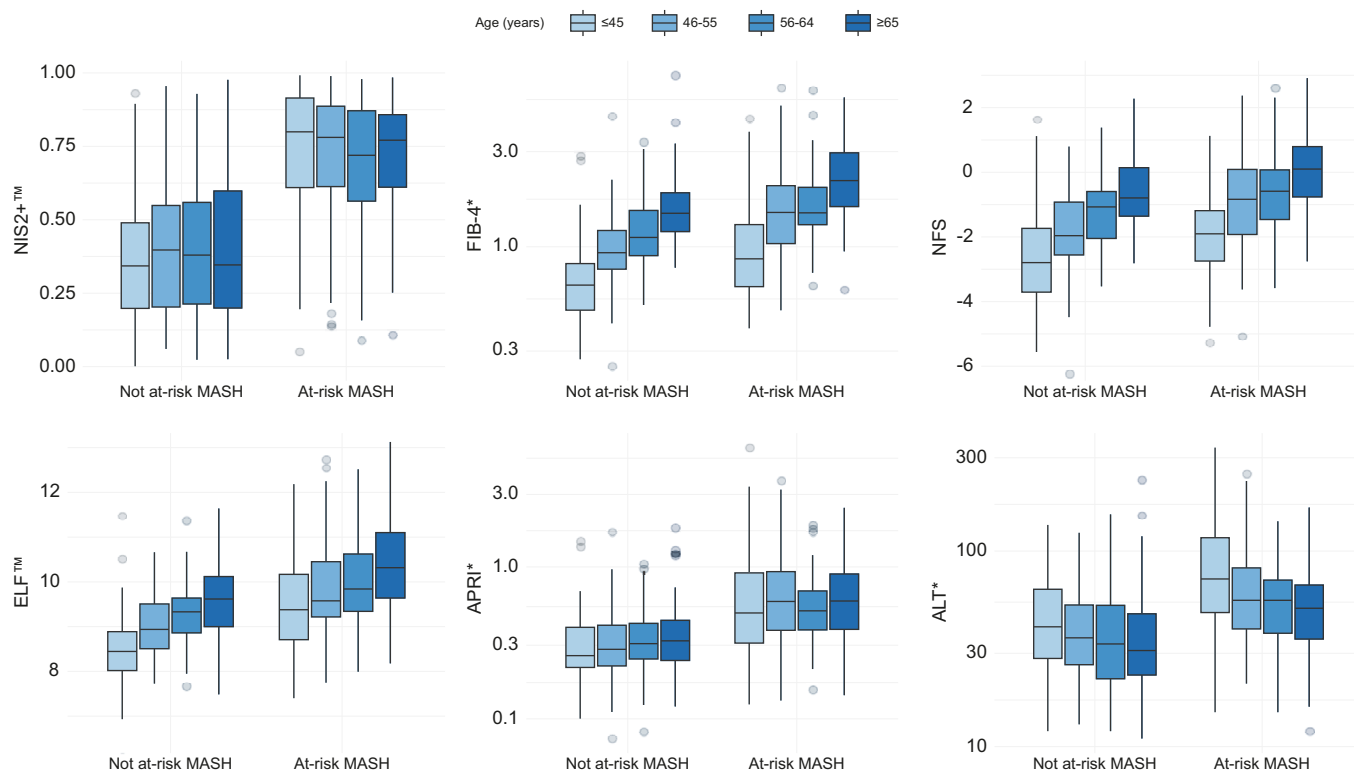 Age (years) ≤45 46-55 56-64 ≥65
NIS2+™
1.00
0.75
0.50
0.25
0.00
Not at-risk MASH At-risk MASH
FIB-4*
3.0
1.0
0.3
Not at-risk MASH At-risk MASH
NFS
2
0
-2
-4
-6
Not at-risk MASH At-risk MASH
ELF™
12
10
8
Not at-risk MASH At-risk MASH
APRI*
3.0
1.0
0.3
0.1
Not at-risk MASH At-risk MASH
ALT*
300
100
30
10
Not at-risk MASH At-risk MASH